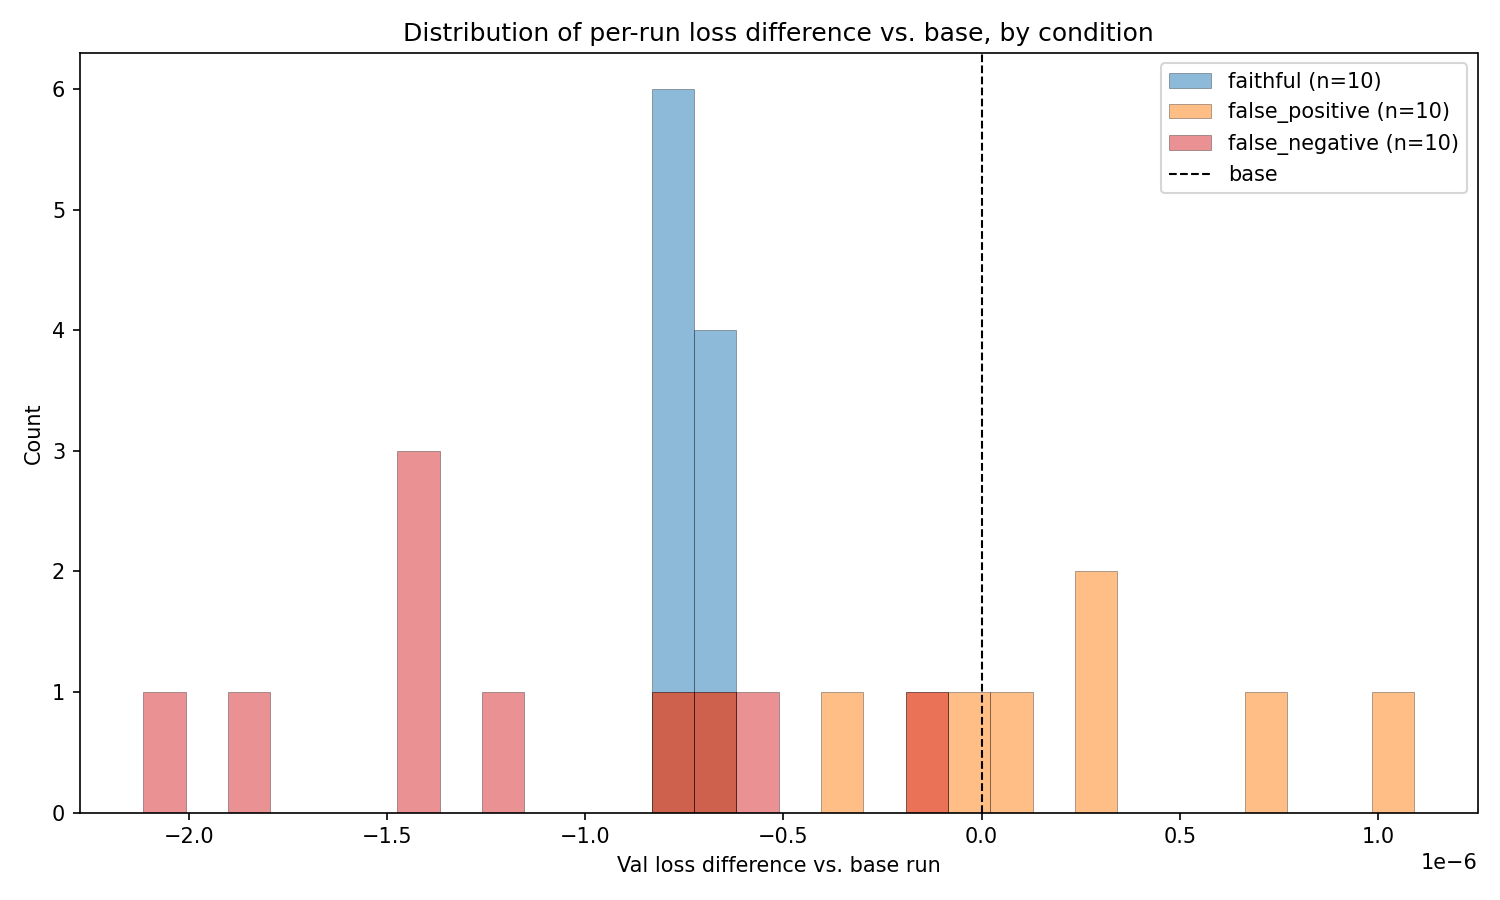 Distribution of per-run loss difference vs. base, by condition
faithful (n=10)
false_positive (n=10)
false_negative (n=10)
base
6
5
4
3
2
1
0
Count
−2.0 −1.5 −1.0 −0.5 0.0 0.5 1.0
1e−6
Val loss difference vs. base run